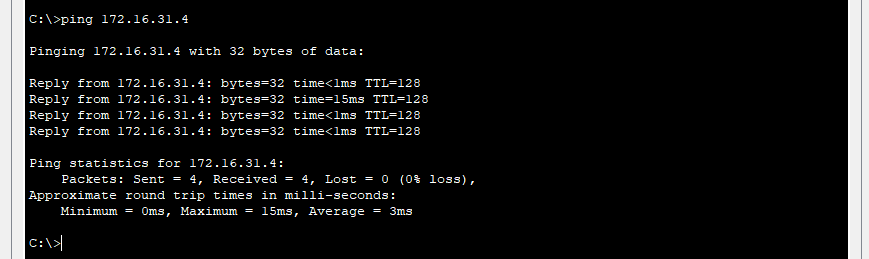 C:\>ping 172.16.31.4
Pinging 172.16.31.4 with 32 bytes of data:
Reply from 172.16.31.4: bytes=32 time<1ms TTL=128
Reply from 172.16.31.4: bytes=32 time=15ms TTL=128
Reply from 172.16.31.4: bytes=32 time<1ms TTL=128
Reply from 172.16.31.4: bytes=32 time<1ms TTL=128
Ping statistics for 172.16.31.4:
Packets: Sent = 4, Received = 4, Lost = 0 (0% loss),
Approximate round trip times in milli-seconds:
Minimum = 0ms, Maximum = 15ms, Average = 3ms
C:\>